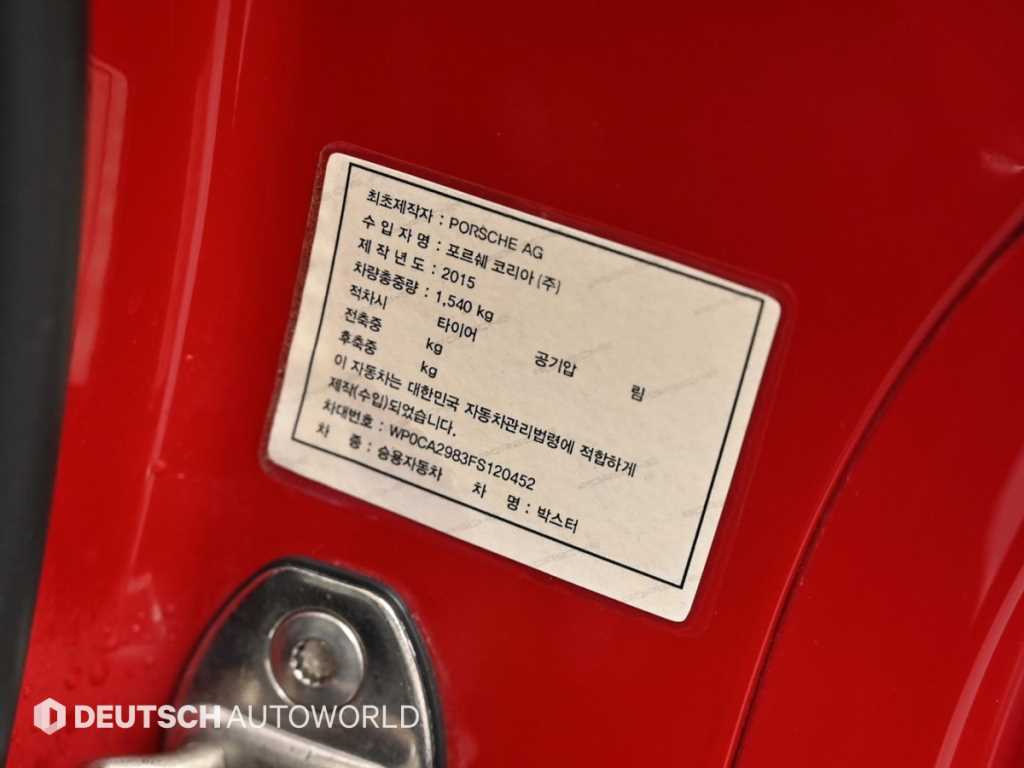 최초제작자 : PORSCHE AG
수 입 자 명 : 포르쉐 코리아 (주)
제 작 년 도 : 2015
차량총중량 : 1,540 kg
적차시 타이어 공기압 림
전축중 kg
후축중 kg
이 자동차는 대한민국 자동차관리법령에 적합하게
제작(수입)되었습니다.
차대번호 : WP0CA2983FS120452
차 종 : 승용자동차 차 명 : 박스터
DEUTSCH AUTOWORLD